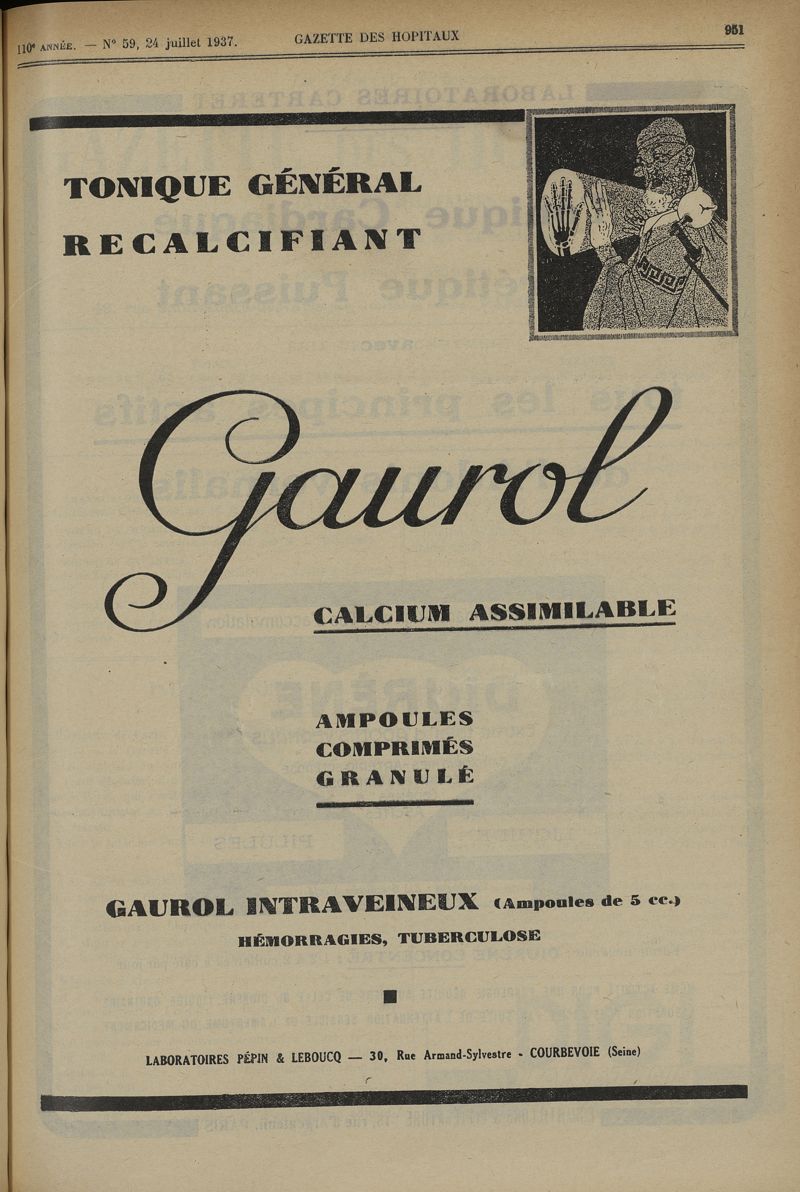 110e ANNÉE. — N° 59, 24 juillet 1937. GAZETTE DES HOPITAUX 951
TONIQUE GÉNÉRAL
RECALCIFIANT
Gaurol
CALCIUM ASSIMILABLE
AMPOULES
COMPRIMÉS
GRANULÉ
GAUROL INTRAVEINEUX (Ampoules de 5 cc.)
HÉMORRAGIES, TUBERCULOSE
LABORATOIRES PÉPIN & LEBOUCQ — 30, Rue Armand-Sylvestre - COURBEVOIE (Seine)